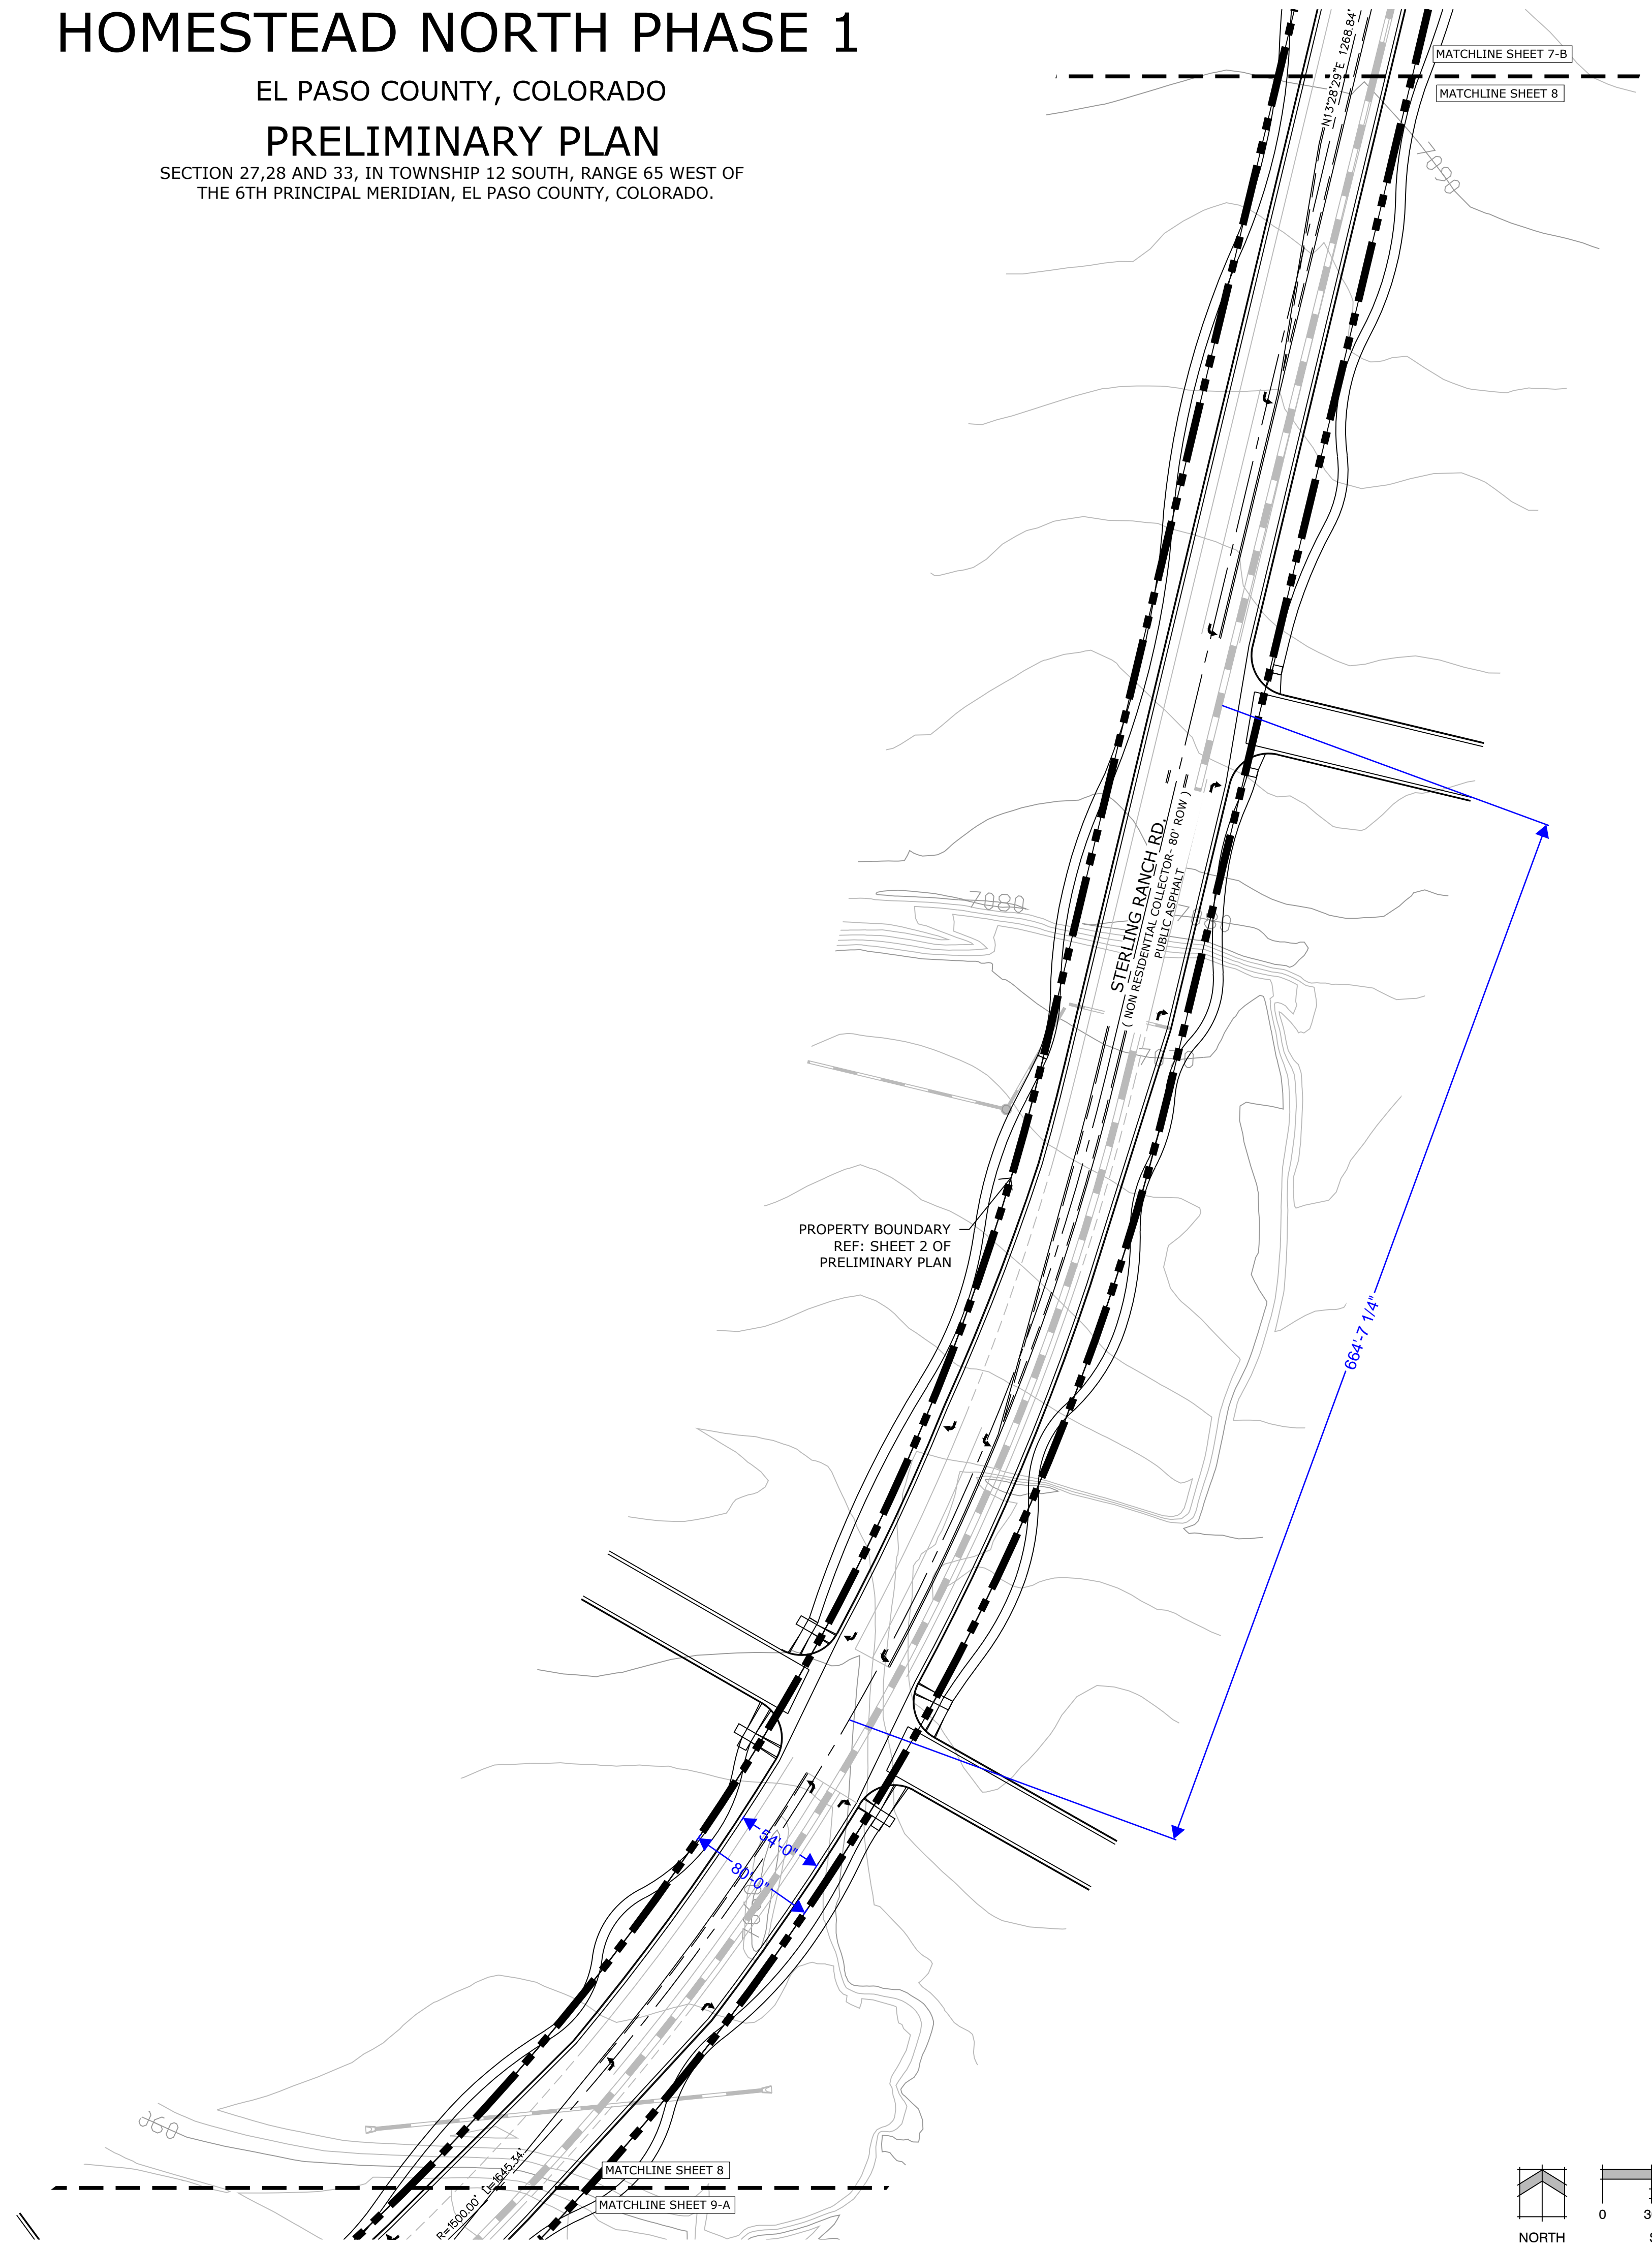 HOMESTEAD NORTH PHASE 1
EL PASO COUNTY, COLORADO
PRELIMINARY PLAN
SECTION 27,28 AND 33, IN TOWNSHIP 12 SOUTH, RANGE 65 WEST OF
THE 6TH PRINCIPAL MERIDIAN, EL PASO COUNTY, COLORADO.
MATCHLINE SHEET 7-B
MATCHLINE SHEET 8
N13°28'29"E 1268.84'
7090
STERLING RANCH RD.
( NON RESIDENTIAL COLLECTOR- 80' ROW )
PUBLIC ASPHALT
7080
7070
PROPERTY BOUNDARY
REF: SHEET 2 OF
PRELIMINARY PLAN
664'-7 1/4"
54'-0"
80'-0"
R=1500.00'
MATCHLINE SHEET 8
MATCHLINE SHEET 9-A
0
NORTH